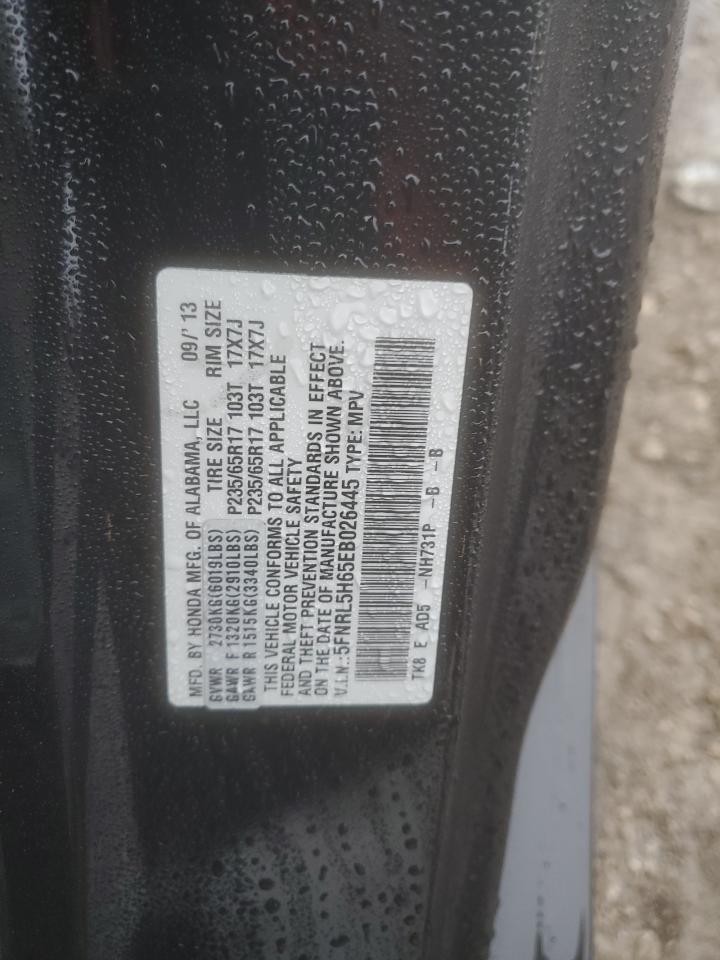 MFD. BY HONDA MFG. OF ALABAMA, LLC 09/' 13
GVWR 2730KG(6019LBS) TIRE SIZE RIM SIZE
GAWR F 1320KG(2910LBS) P235/65R17 103T 17X7J
GAWR R 1515KG(3340LBS) P235/65R17 103T 17X7J
THIS VEHICLE CONFORMS TO ALL APPLICABLE
FEDERAL MOTOR VEHICLE SAFETY
AND THEFT PREVENTION STANDARDS IN EFFECT
ON THE DATE OF MANUFACTURE SHOWN ABOVE.
V.I.N.: 5FNRL5H65EB026445 TYPE: MPV
TK8 E AD5 -NH731P -B -B